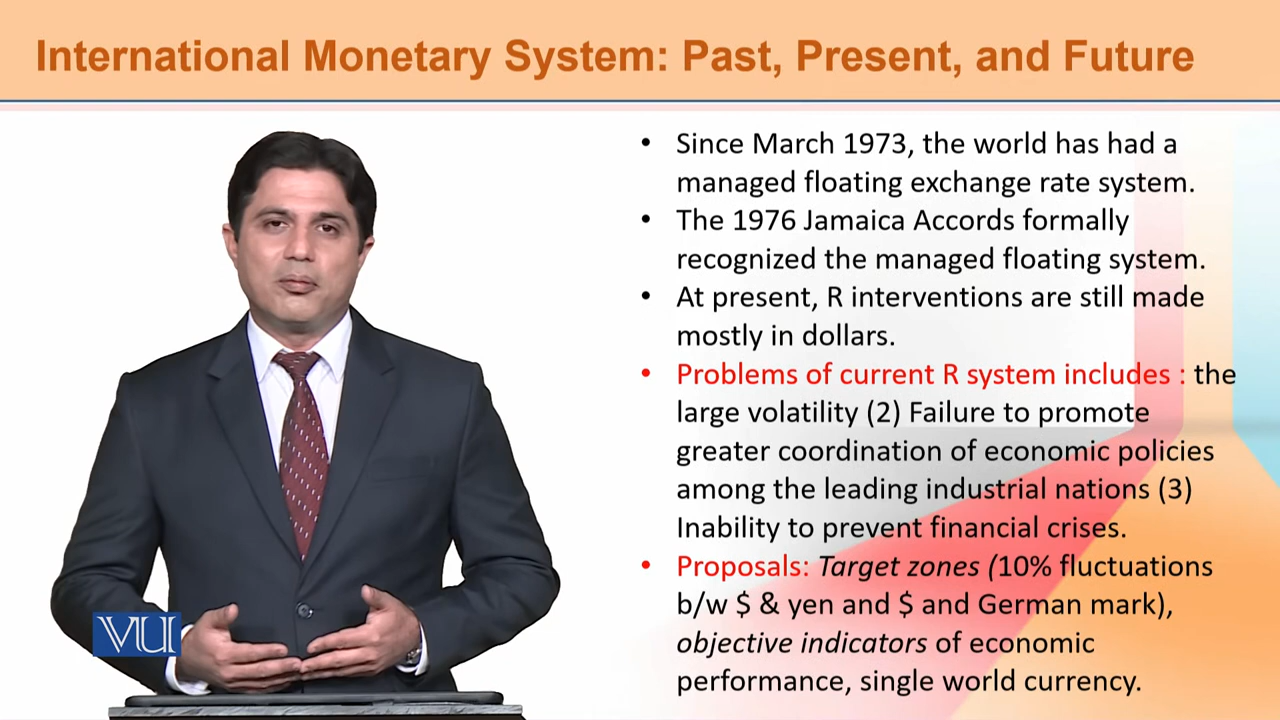 International Monetary System: Past, Present, and Future
• Since March 1973, the world has had a
managed floating exchange rate system.
• The 1976 Jamaica Accords formally
recognized the managed floating system.
• At present, R interventions are still made
mostly in dollars.
• Problems of current R system includes : the
large volatility (2) Failure to promote
greater coordination of economic policies
among the leading industrial nations (3)
Inability to prevent financial crises.
• Proposals: Target zones (10% fluctuations
b/w $ & yen and $ and German mark),
objective indicators of economic
performance, single world currency.
VU